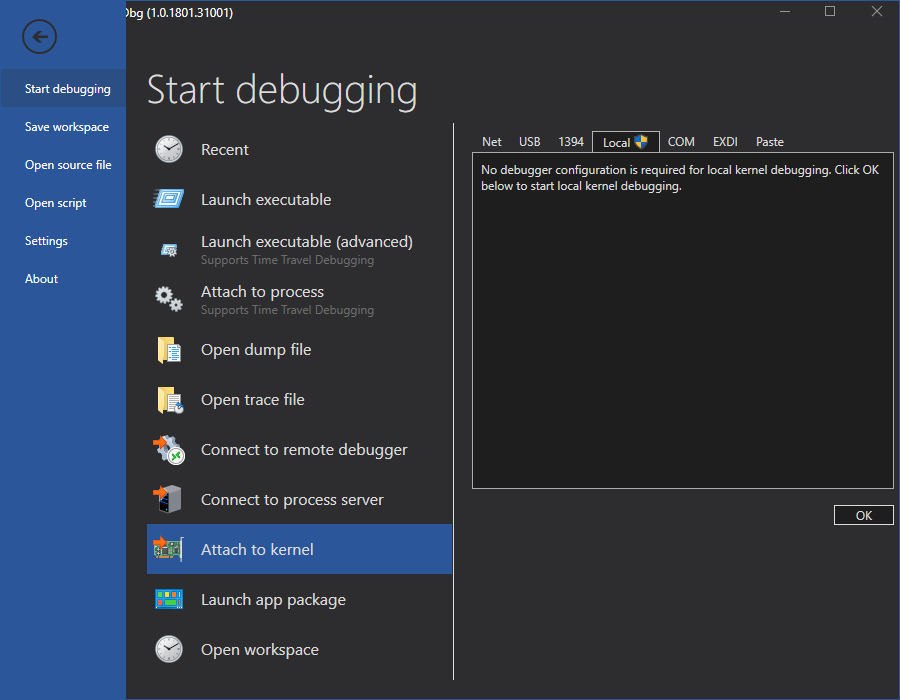 Dbg (1.0.1801.31001)
Start debugging
Save workspace
Open source file
Open script
Settings
About
Start debugging
Recent
Launch executable
Launch executable (advanced)
Supports Time Travel Debugging
Attach to process
Supports Time Travel Debugging
Open dump file
Open trace file
Connect to remote debugger
Connect to process server
Attach to kernel
Launch app package
Open workspace
Net USB 1394 Local COM EXDI Paste
No debugger configuration is required for local kernel debugging. Click OK
below to start local kernel debugging.
OK